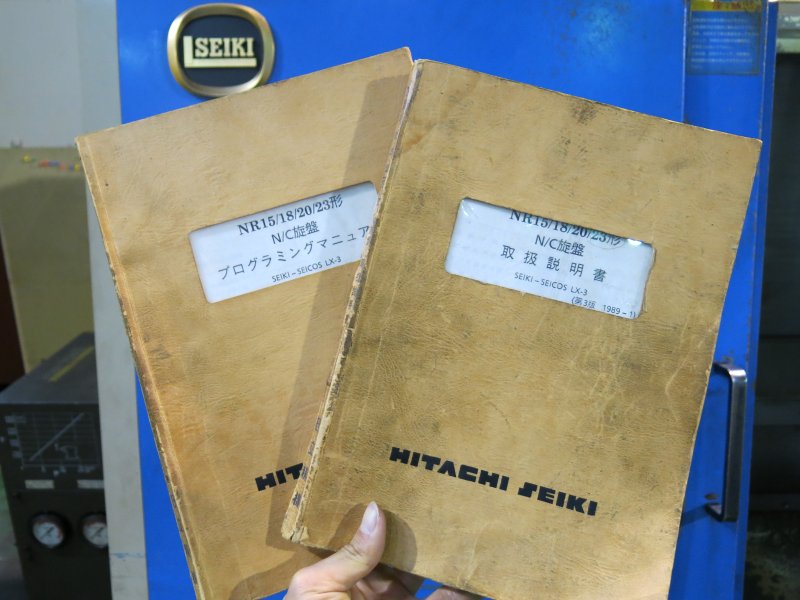 SEIKI
NR15/18/20/23形
N/C旋盤
プログラミングマニュア
SEIKI-SEICOS LX-3
HIT
NR15/18/20/23形
N/C旋盤
取扱説明書
SEIKI-SEICOS LX-3
(第3版 1989-1)
HITACHI SEIKI